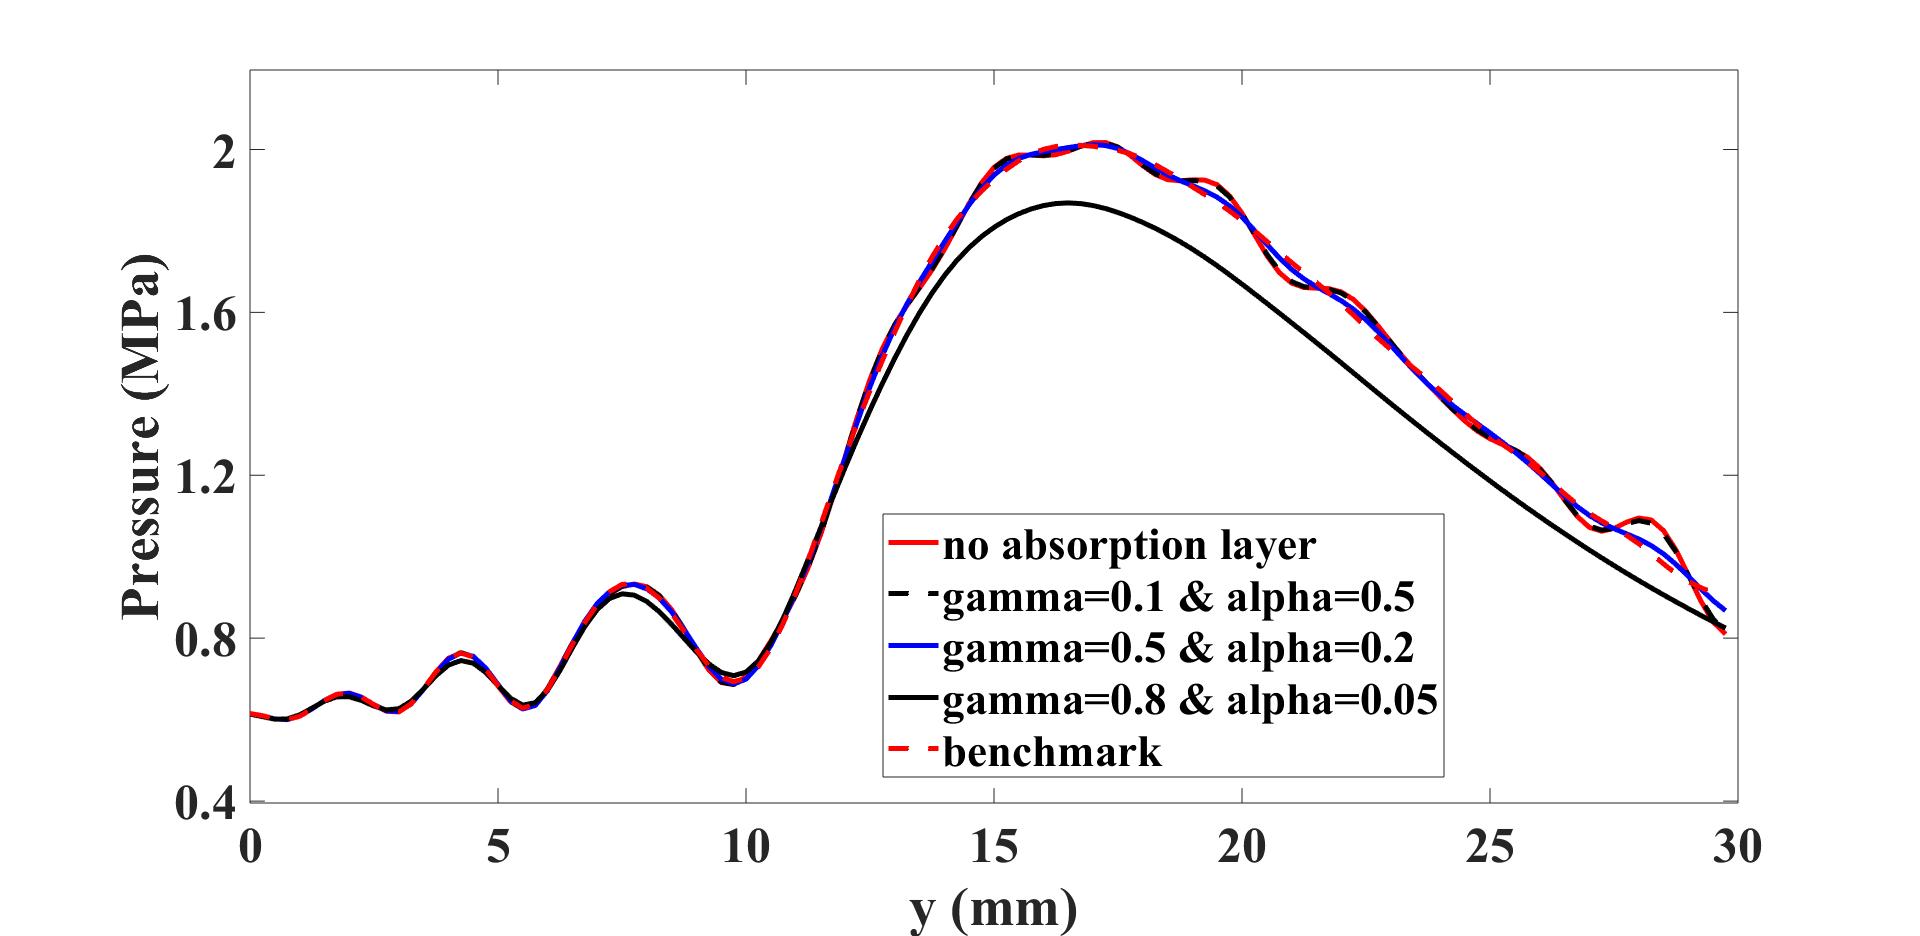 2
1.6
1.2
0.8
0.4
Pressure (MPa)
no absorption layer
gamma=0.1 & alpha=0.5
gamma=0.5 & alpha=0.2
gamma=0.8 & alpha=0.05
benchmark
0 5 10 15 20 25 30
y (mm)